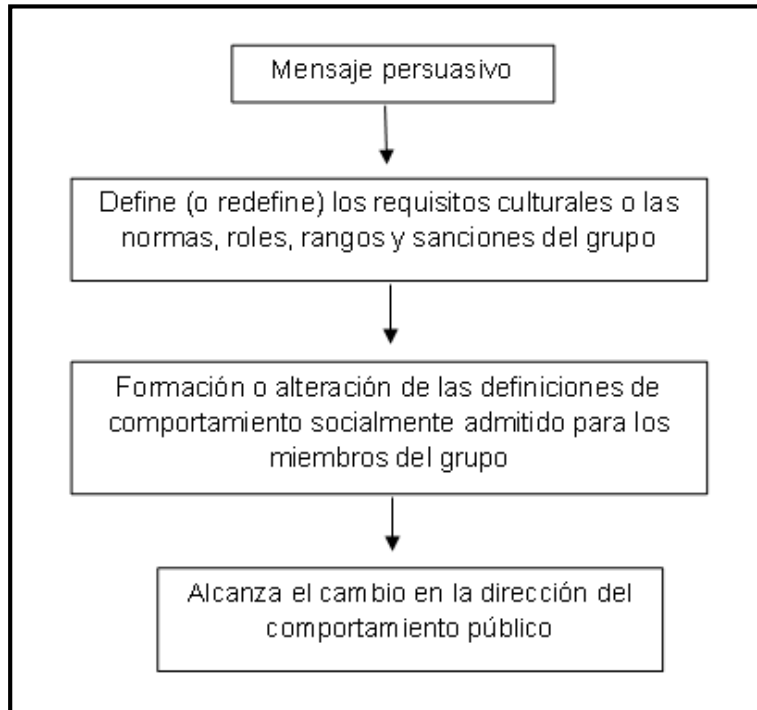 Mensaje persuasivo
Define (o redefine) los requisitos culturales o las
normas, roles, rangos y sanciones del grupo
Formación o alteración de las definiciones de
comportamiento socialmente admitido para los
miembros del grupo
Alcanza el cambio en la dirección del
comportamiento público